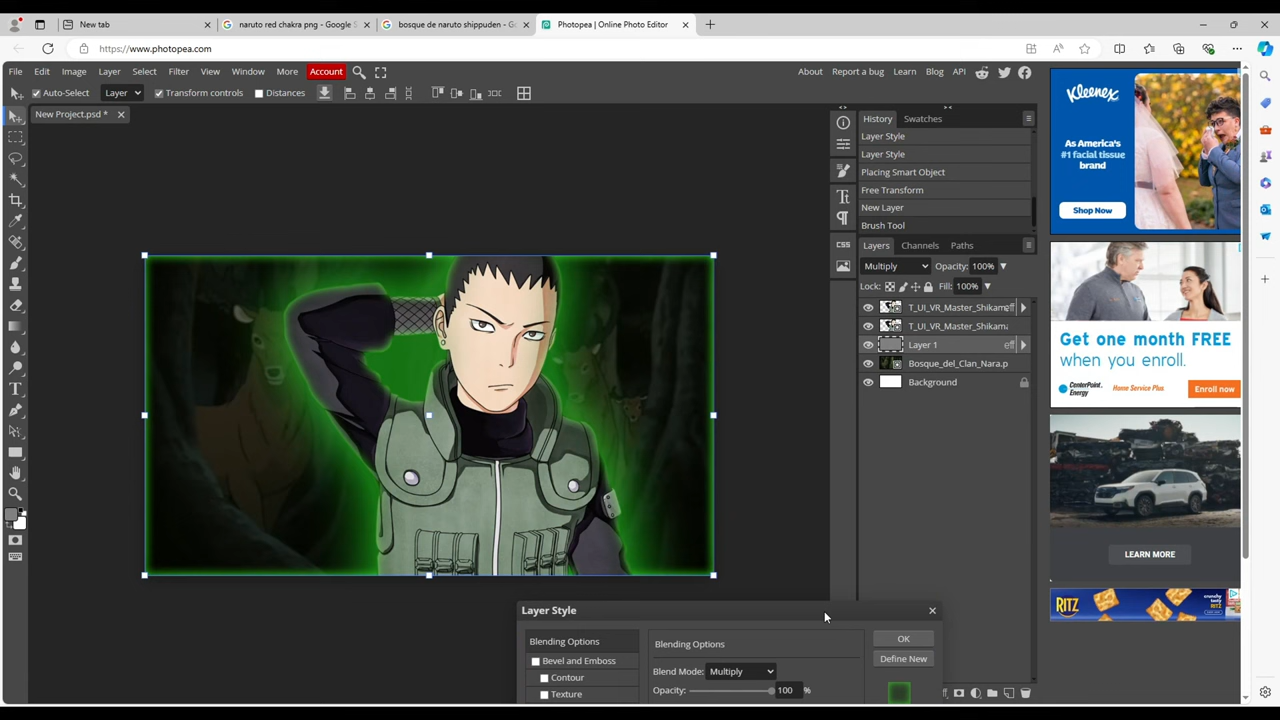 New tab
naruto red chakra png - Google S
bosque de naruto shippuden - G
Photopea | Online Photo Editor
https://www.photopea.com
File Edit Image Layer Select Filter View Window More Account
About Report a bug Learn Blog API
Auto-Select Layer Transform controls Distances
New Project.psd *
History Swatches
Layer Style
Layer Style
Placing Smart Object
Free Transform
New Layer
Brush Tool
CSS
Layers Channels Paths
Multiply Opacity: 100%
Lock: Fill: 100%
T_UI_VR_Master_Shikam eff
T_UI_VR_Master_Shikama
Layer 1 eff
Bosque_del_Clan_Nara.p
Background
Layer Style
Blending Options
Bevel and Emboss
Contour
Texture
Blending Options
Blend Mode: Multiply
Opacity: 100 %
OK
Define New
Kleenex
As America's
#1 facial tissue
brand
Shop Now
Get one month FREE
when you enroll.
CenterPoint. Energy
Home Service Plus
Enroll now
LEARN MORE
RITZ